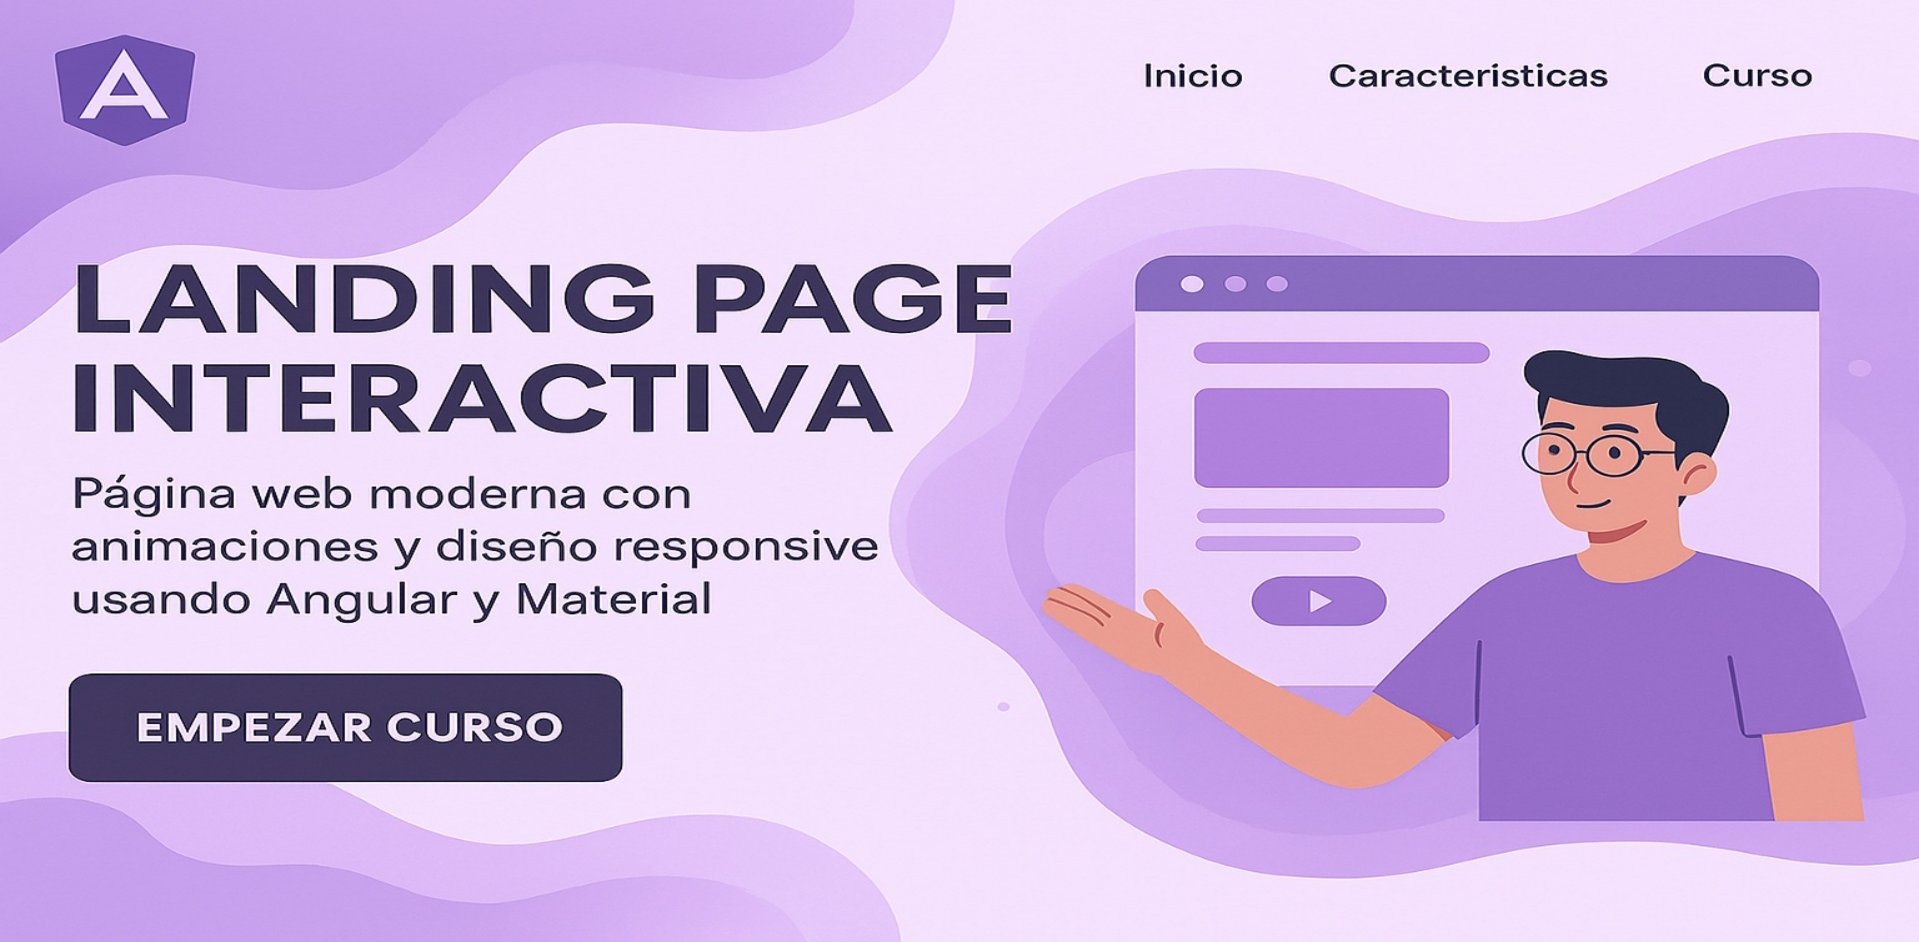 A
Inicio Caracteristicas Curso
LANDING PAGE
INTERACTIVA
Página web moderna con
animaciones y diseño responsive
usando Angular y Material
EMPEZAR CURSO